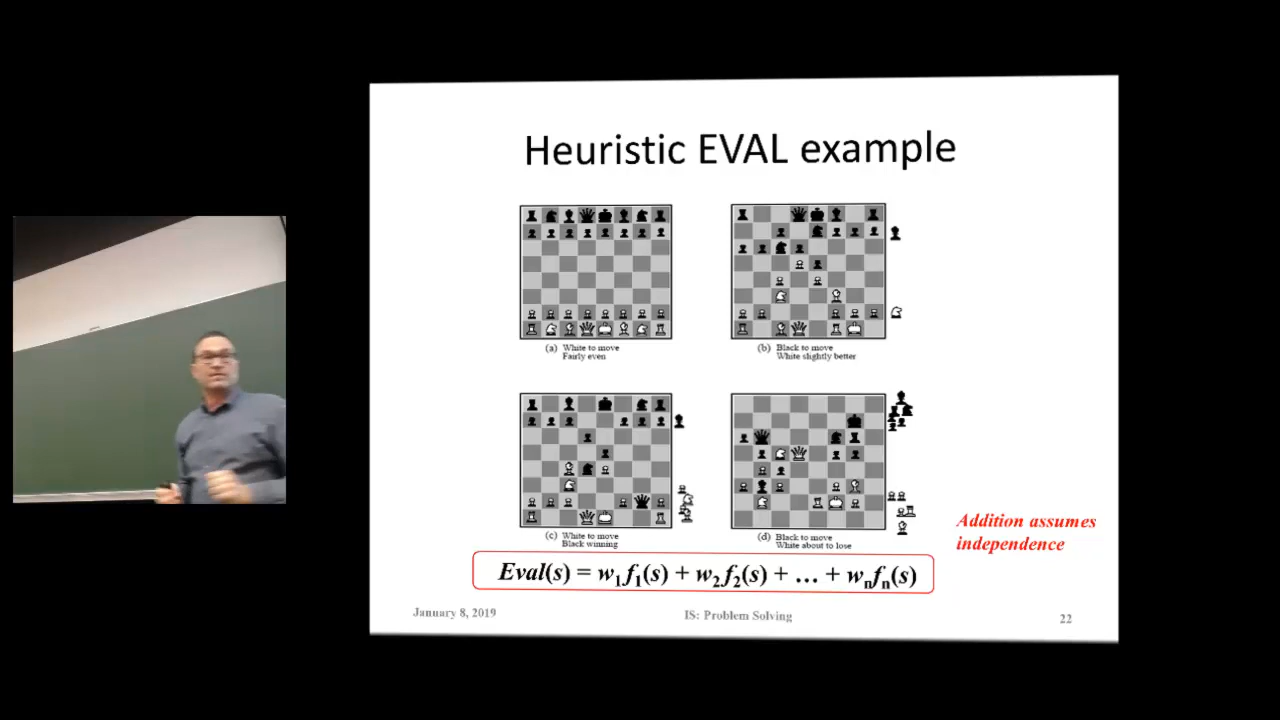 Heuristic EVAL example
(a) White to move
Fairly even
(b) Black to move
White slightly better
(c) White to move
Black winning
(d) Black to move
White about to lose
Addition assumes
independence
Eval(s) = w₁f₁(s) + w₂f₂(s) + … + wₙfₙ(s)
January 8, 2019
IS: Problem Solving
22